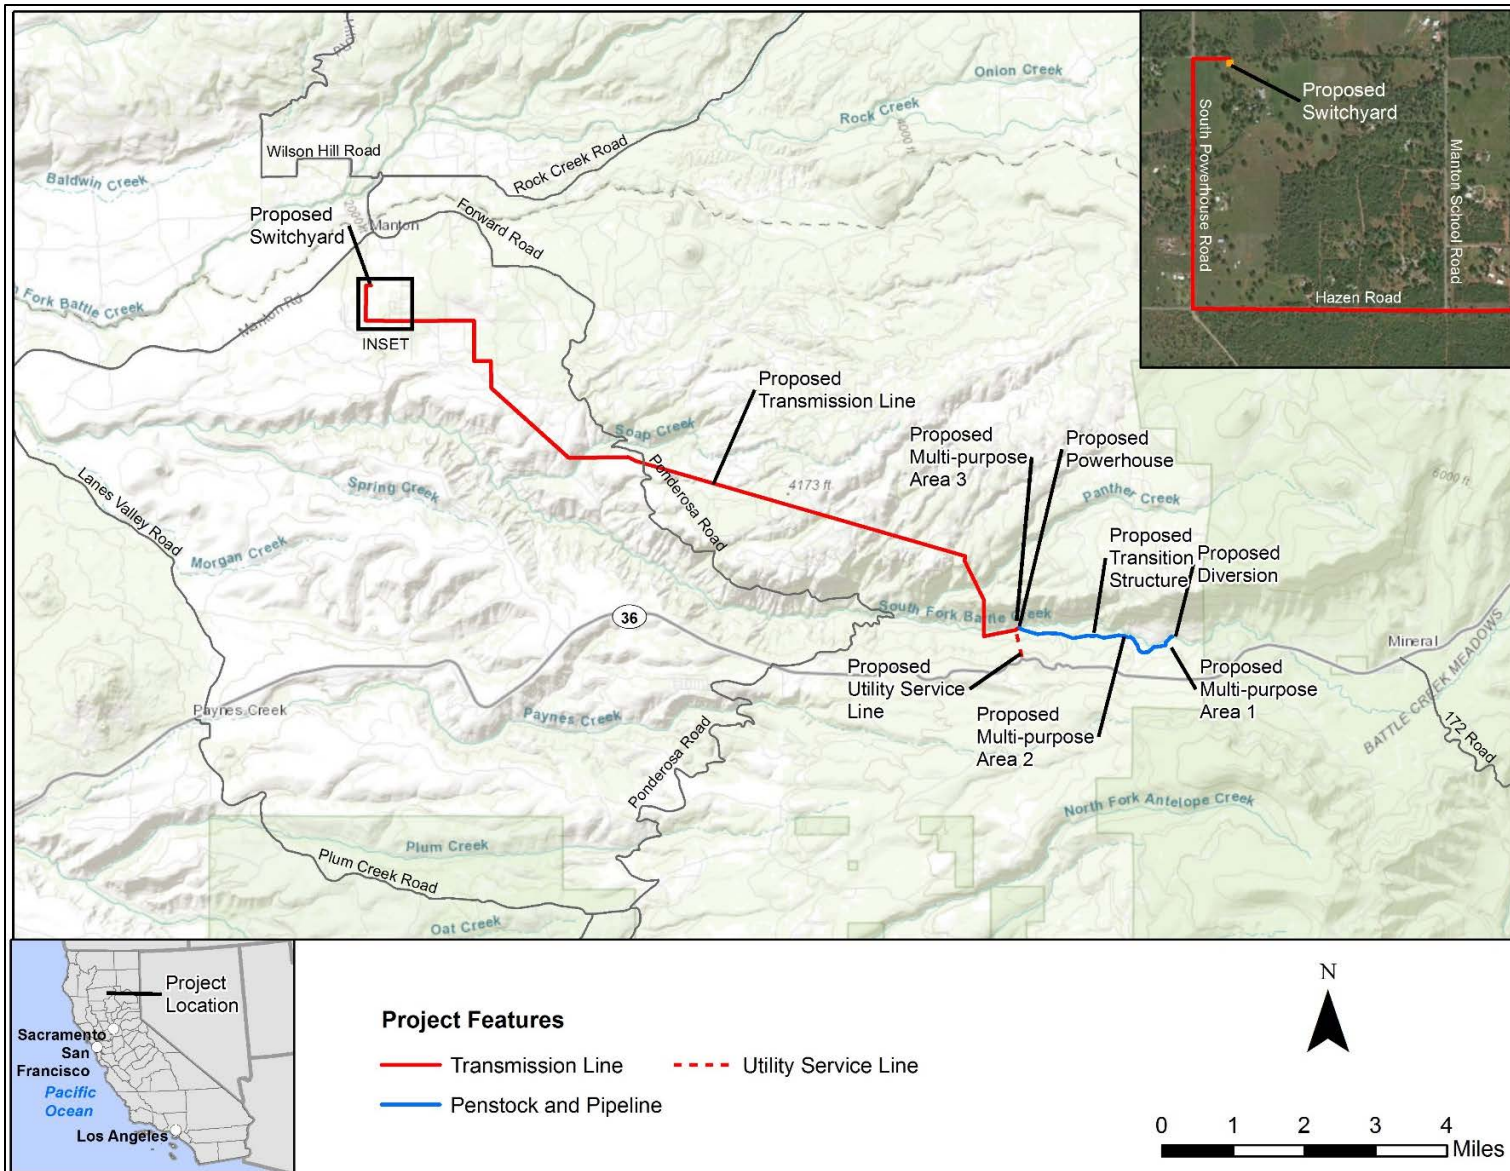 Onion Creek
Rock Creek
4000 ft
Rock Creek Road
Wilson Hill Road
Baldwin Creek
2000 ft
Manton
Forward Road
Proposed
Switchyard
Fork Battle Creek
Manton Rd
INSET
Proposed
Switchyard
South Powerhouse Road
Manton School Road
Hazen Road
Proposed
Transmission Line
Soap Creek
Ponderosa Road
4173 ft
Proposed
Multi-purpose
Area 3
Proposed
Powerhouse
6000 ft
Panther Creek
Spring Creek
Lanes Valley Road
Morgan Creek
Proposed
Transition
Structure
Proposed
Diversion
South Fork Battle Creek
36
Mineral
Proposed
Utility Service
Line
Proposed
Multi-purpose
Area 1
Proposed
Multi-purpose
Area 2
BATTLE CREEK MEADOWS
172 Road
Paynes Creek
Paynes Creek
Ponderosa Road
North Fork Antelope Creek
Plum Creek
Plum Creek Road
Oat Creek
Project
Location
Sacramento
San
Francisco
Pacific
Ocean
Los Angeles
Project Features
Transmission Line
Utility Service Line
Penstock and Pipeline
N
0 1 2 3 4
Miles